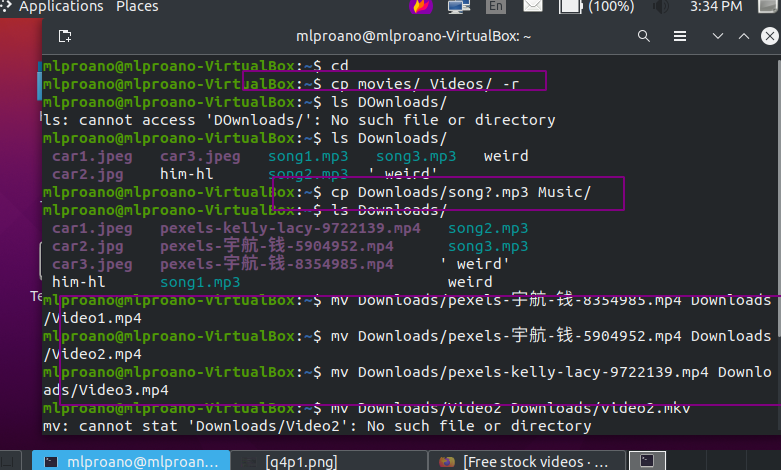 Applications Places En (100%) 3:34 PM
mlproano@mlproano-VirtualBox: ~
mlproano@mlproano-VirtualBox:~$ cd
mlproano@mlproano-VirtualBox:~$ cp movies/ Videos/ -r
mlproano@mlproano-VirtualBox:~$ ls DOwnloads/
ls: cannot access 'DOwnloads/': No such file or directory
mlproano@mlproano-VirtualBox:~$ ls Downloads/
car1.jpeg car3.jpeg song1.mp3 song3.mp3 weird
car2.jpg him-hl song2.mp3 ' weird'
mlproano@mlproano-VirtualBox:~$ cp Downloads/song?.mp3 Music/
mlproano@mlproano-VirtualBox:~$ ls Downloads/
car1.jpeg pexels-kelly-lacy-9722139.mp4 song2.mp3
car2.jpg pexels-宇航-钱-5904952.mp4 song3.mp3
car3.jpeg pexels-宇航-钱-8354985.mp4 ' weird'
him-hl song1.mp3 weird
mlproano@mlproano-VirtualBox:~$ mv Downloads/pexels-宇航-钱-8354985.mp4 Downloads
/Video1.mp4
mlproano@mlproano-VirtualBox:~$ mv Downloads/pexels-宇航-钱-5904952.mp4 Downloads
/Video2.mp4
mlproano@mlproano-VirtualBox:~$ mv Downloads/pexels-kelly-lacy-9722139.mp4 Downlo
ads/Video3.mp4
mlproano@mlproano-VirtualBox:~$ mv Downloads/Video2 Downloads/Video2.mkv
mv: cannot stat 'Downloads/Video2': No such file or directory
mlproano@mlproan... [q4p1.png] [Free stock videos · ...